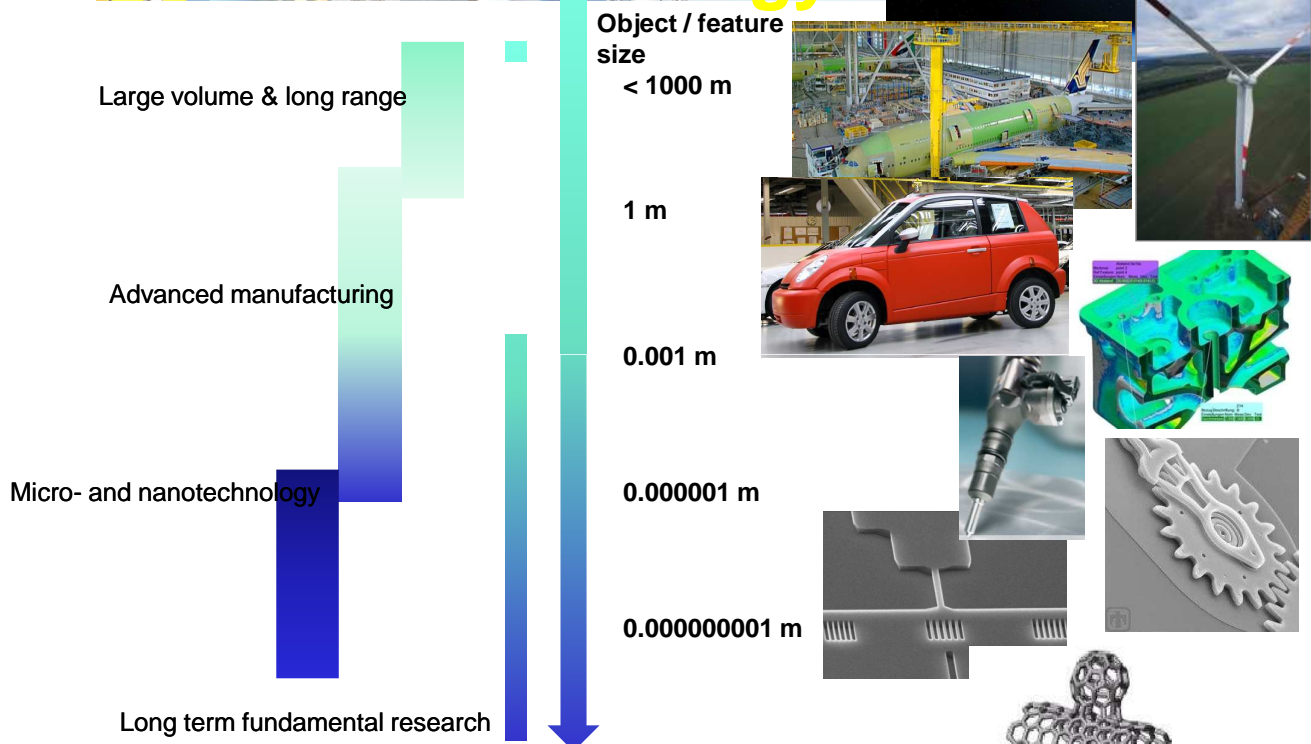 gy
Object / feature
size
< 1000 m
Large volume & long range
1 m
Advanced manufacturing
0.001 m
Micro- and nanotechnology
0.000001 m
0.000000001 m
Long term fundamental research